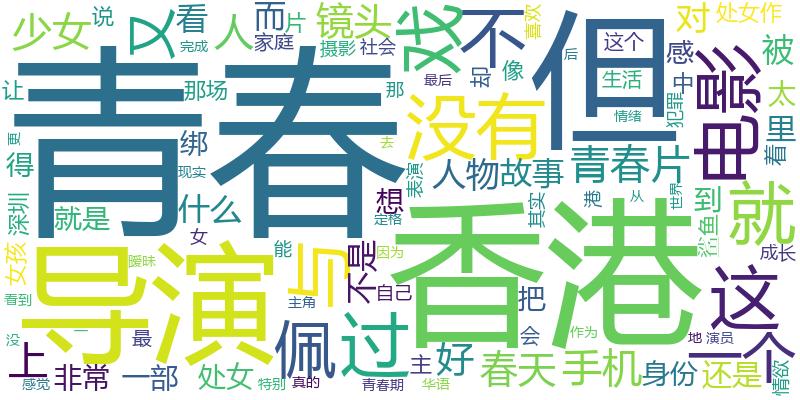 少女
说
又
看
人
而
家庭
片
摄影
镜头
社会
戏
不
却
像
喜欢
但
这个
生活
情绪
后
对
感
中
犯罪
处女作
电影
被
太
里
着
完成
让
那场
那
最后
青春
没有
绑
得
更
现实
深圳
就是
什么
女
能
想
定格
去
表演
人物
故事
其实
港
青春片
从
世界
到
鲨鱼
就
成长
女孩
暧昧
看到
没
导演
与
主角
不是
因为
自己
香港
把
会
作为
这
一个
地
演员
上
感觉
非常
一
最
一部
处女
特别
佩
真的
过
青春期
主
好
华语
春天
手机
身份
还是
情欲